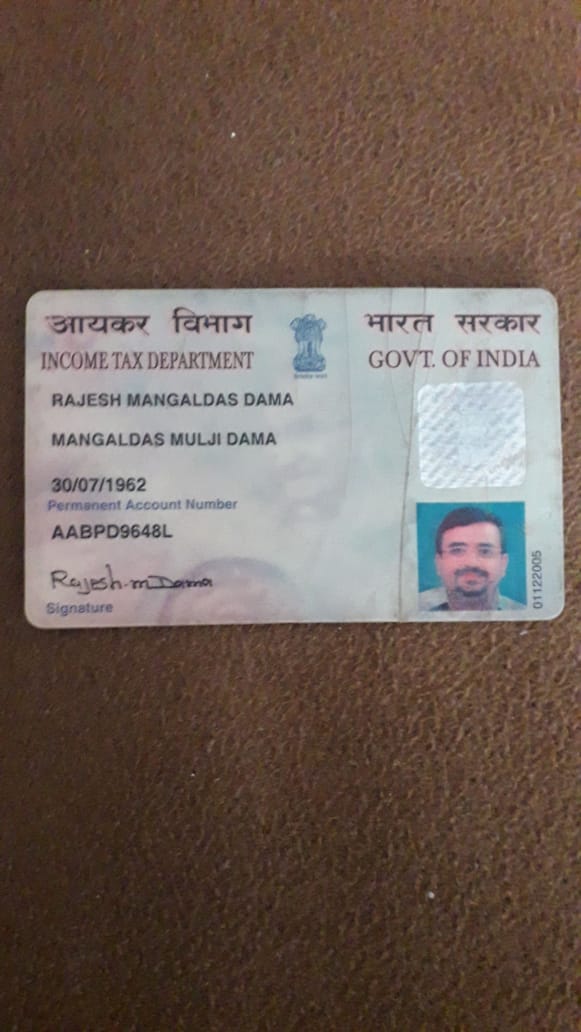 आयकर विभाग
भारत सरकार
INCOME TAX DEPARTMENT
GOVT. OF INDIA
RAJESH MANGALDAS DAMA
MANGALDAS MULJI DAMA
30/07/1962
Permanent Account Number
AABPD9648L
Rajesh.m Dama
Signature
01122005